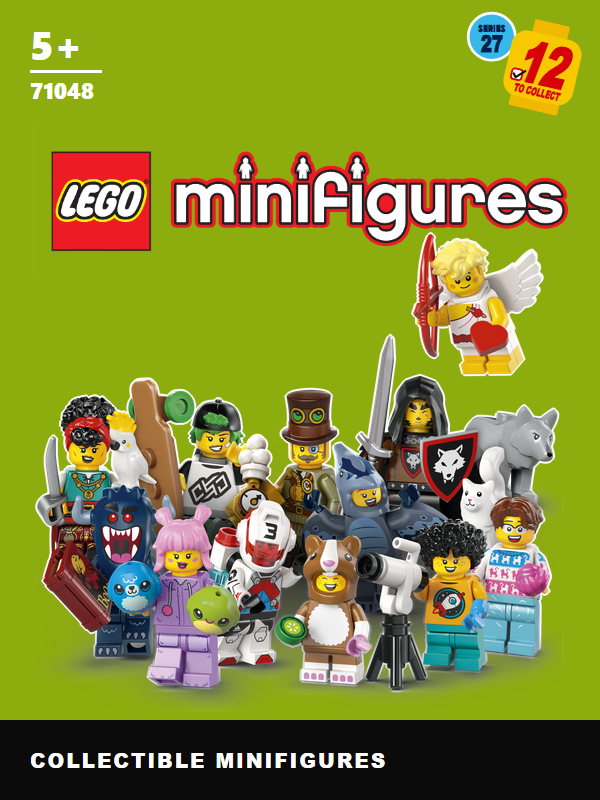 5+
71048
SERIES
27
12
TO COLLECT
LEGO
minifigures
3
COLLECTIBLE MINIFIGURES